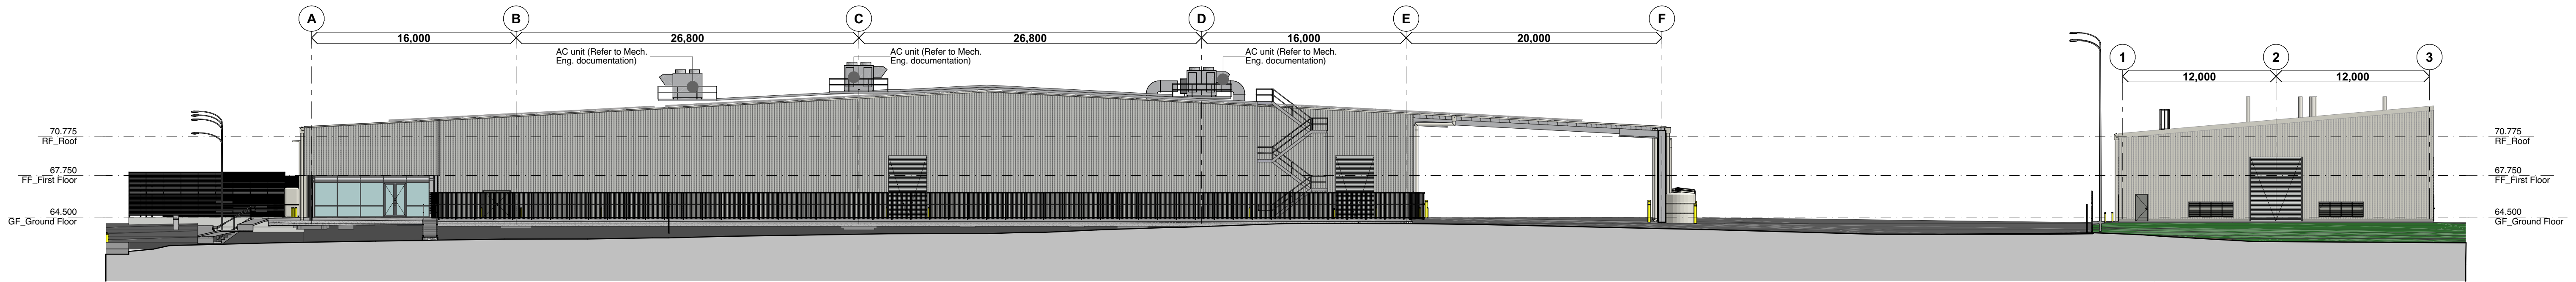 A B C D E F
16,000 26,800 26,800 16,000 20,000
1 2 3
12,000 12,000
AC unit (Refer to Mech.
Eng. documentation)
AC unit (Refer to Mech.
Eng. documentation)
AC unit (Refer to Mech.
Eng. documentation)
70.775
RF_Roof
67.750
FF_First Floor
64.500
GF_Ground Floor
70.775
RF_Roof
67.750
FF_First Floor
64.500
GF_Ground Floor